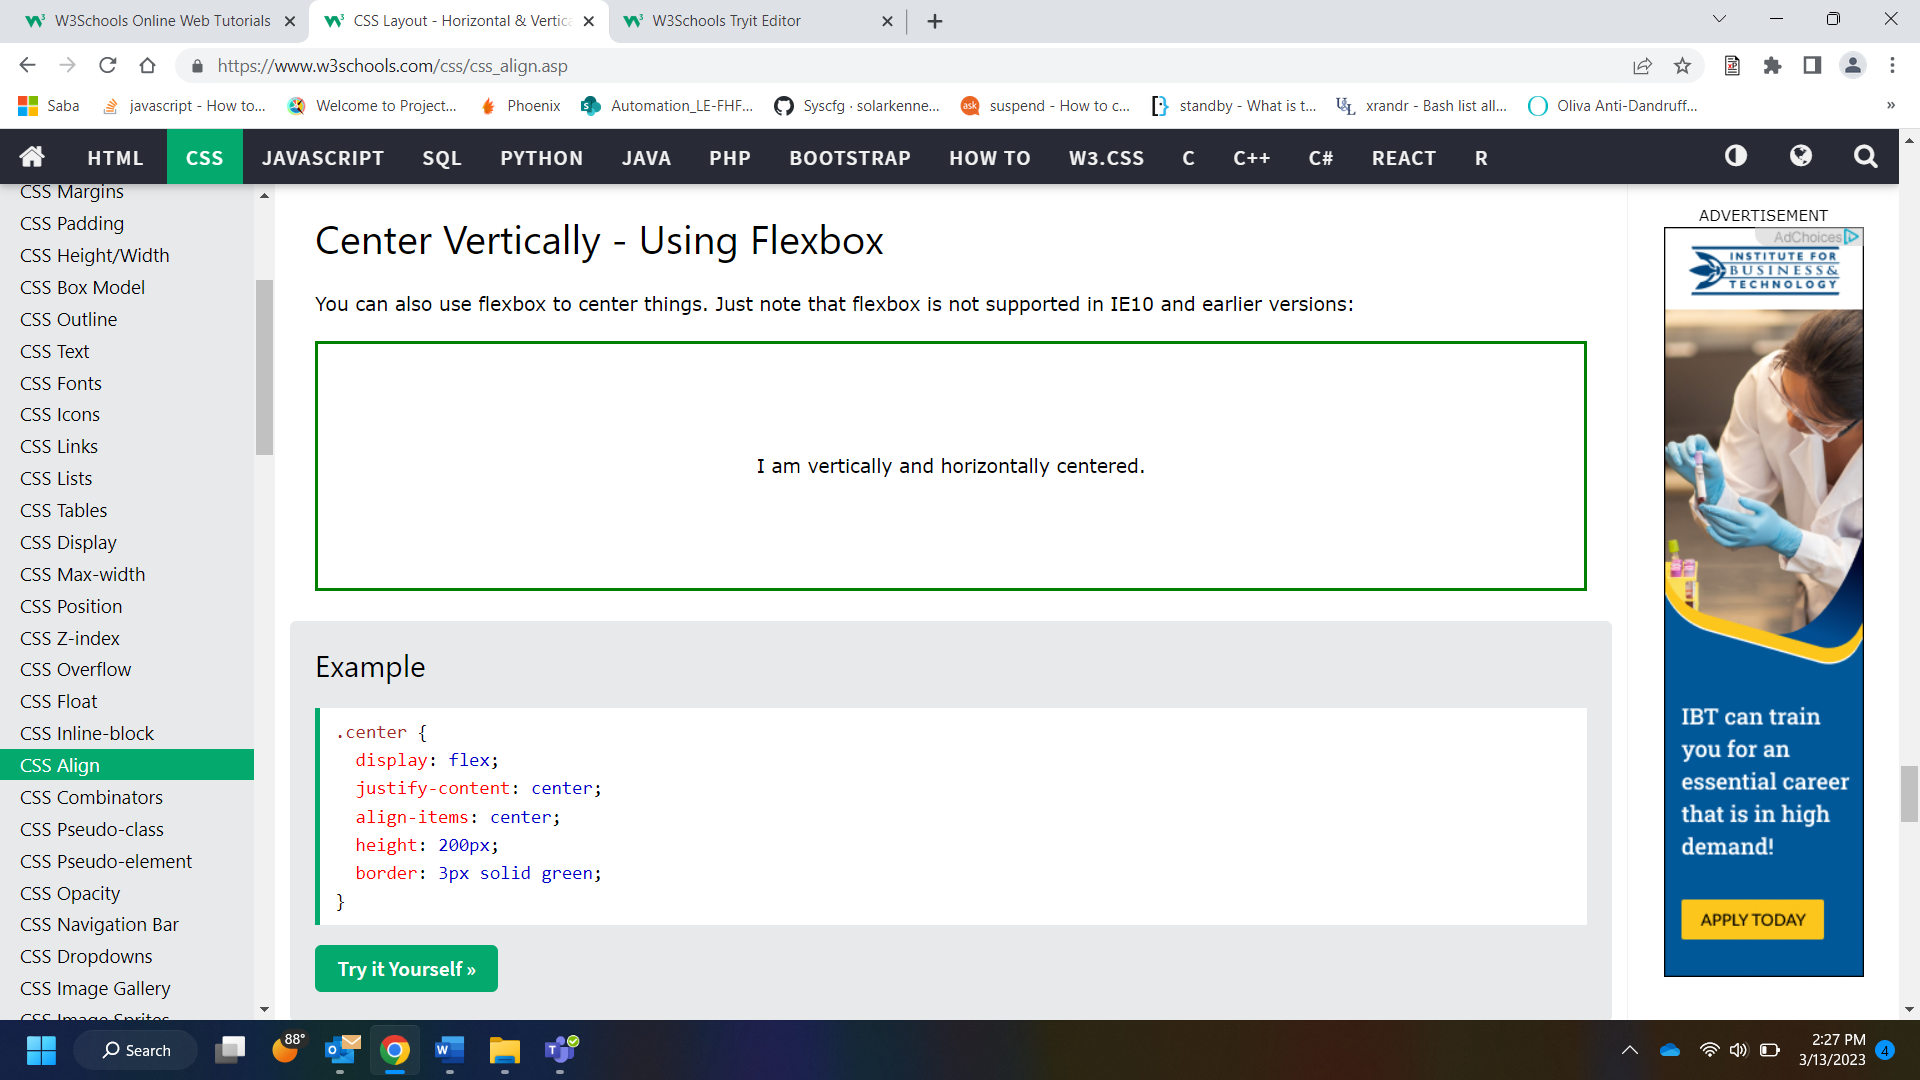 W3Schools Online Web Tutorials
CSS Layout - Horizontal & Vertica
W3Schools Tryit Editor
https://www.w3schools.com/css/css_align.asp
Saba
javascript - How to...
Welcome to Project...
Phoenix
Automation_LE-FHF...
Syscfg · solarkenne...
ask
suspend - How to c...
standby - What is t...
xrandr - Bash list all...
Oliva Anti-Dandruff...
»
HTML
CSS
JAVASCRIPT
SQL
PYTHON
JAVA
PHP
BOOTSTRAP
HOW TO
W3.CSS
C
C++
C#
REACT
R
CSS Margins
CSS Padding
CSS Height/Width
CSS Box Model
CSS Outline
CSS Text
CSS Fonts
CSS Icons
CSS Links
CSS Lists
CSS Tables
CSS Display
CSS Max-width
CSS Position
CSS Z-index
CSS Overflow
CSS Float
CSS Inline-block
CSS Align
CSS Combinators
CSS Pseudo-class
CSS Pseudo-element
CSS Opacity
CSS Navigation Bar
CSS Dropdowns
CSS Image Gallery
CSS Image Sprites
Center Vertically - Using Flexbox
You can also use flexbox to center things. Just note that flexbox is not supported in IE10 and earlier versions:
I am vertically and horizontally centered.
Example
.center {
display: flex;
justify-content: center;
align-items: center;
height: 200px;
border: 3px solid green;
}
Try it Yourself »
ADVERTISEMENT
AdChoices
INSTITUTE FOR
BUSINESS &
TECHNOLOGY
IBT can train
you for an
essential career
that is in high
demand!
APPLY TODAY
Search
88°
2:27 PM
3/13/2023
4